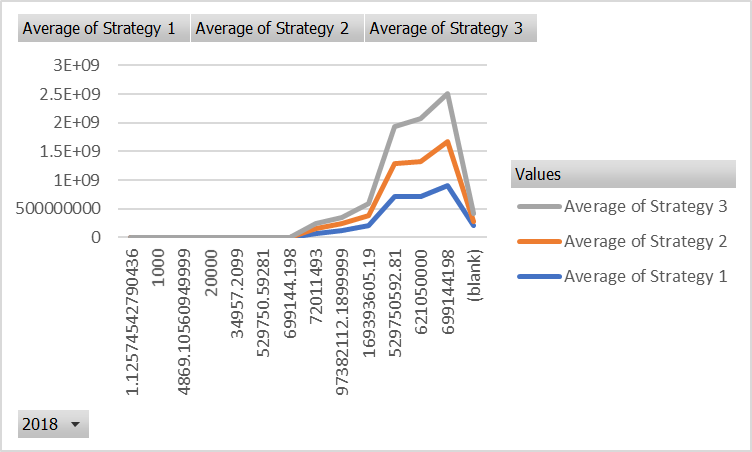 Average of Strategy 1 Average of Strategy 2 Average of Strategy 3
3E+09
2.5E+09
2E+09
1.5E+09
1E+09
500000000
0
1.12574542790436
1000
4869.10560949999
20000
34957.2099
529750.59281
699144.198
72011493
97382112.1899999
169393605.19
529750592.81
621050000
699144198
(blank)
Values
Average of Strategy 3
Average of Strategy 2
Average of Strategy 1
2018